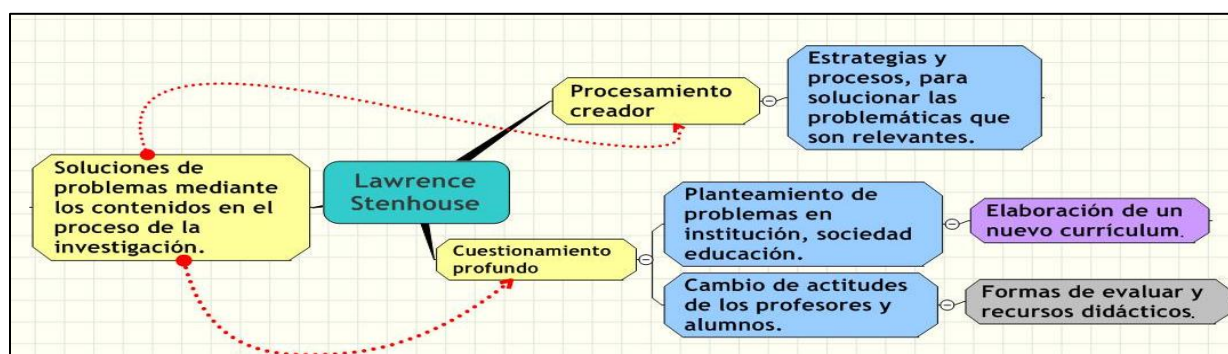 Soluciones de
problemas mediante
los contenidos en el
proceso de la
investigación.
Lawrence
Stenhouse
Procesamiento
creador
Estrategias y
procesos, para
solucionar las
problemáticas que
son relevantes.
Cuestionamiento
profundo
Planteamiento de
problemas en
institución, sociedad
educación.
Elaboración de un
nuevo currículum.
Cambio de actitudes
de los profesores y
alumnos.
Formas de evaluar y
recursos didácticos.